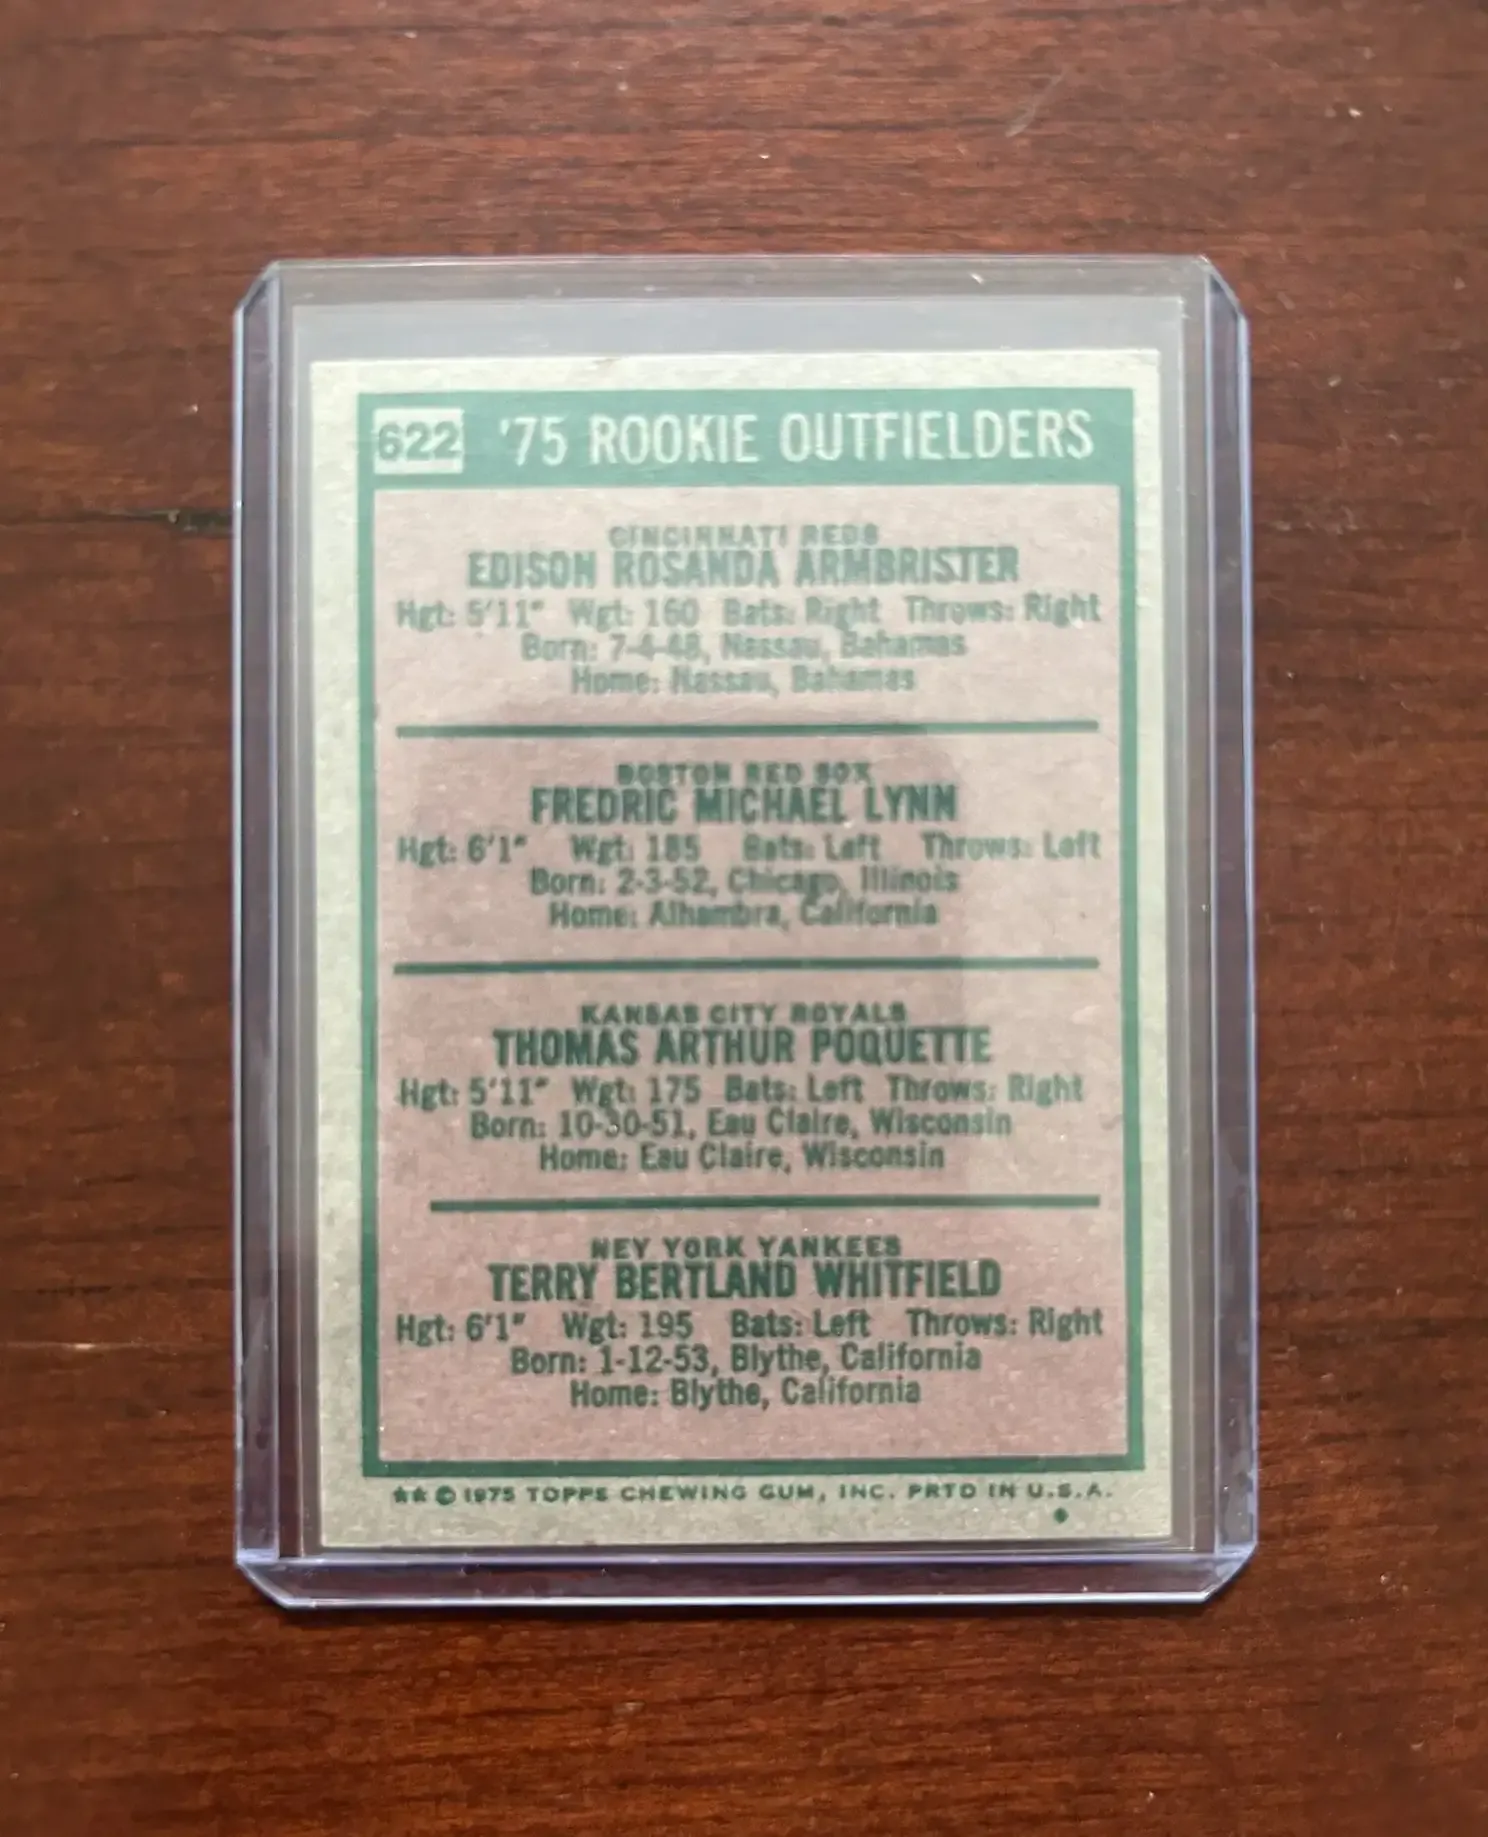 622 '75 ROOKIE OUTFIELDERS
CINCINNATI REDS
EDISON ROSANDA ARMBRISTER
Hgt: 5'11" Wgt: 160 Bats: Right Throws: Right
Born: 7-4-48, Nassau, Bahamas
Home: Nassau, Bahamas
BOSTON RED SOX
FREDRIC MICHAEL LYNN
Hgt: 6'1" Wgt: 185 Bats: Left Throws: Left
Born: 2-3-52, Chicago, Illinois
Home: Alhambra, California
KANSAS CITY ROYALS
THOMAS ARTHUR POQUETTE
Hgt: 5'11" Wgt: 175 Bats: Left Throws: Right
Born: 10-30-51, Eau Claire, Wisconsin
Home: Eau Claire, Wisconsin
NEY YORK YANKEES
TERRY BERTLAND WHITFIELD
Hgt: 6'1" Wgt: 195 Bats: Left Throws: Right
Born: 1-12-53, Blythe, California
Home: Blythe, California
★★ © 1975 TOPPS CHEWING GUM, INC. PRTD IN U.S.A.